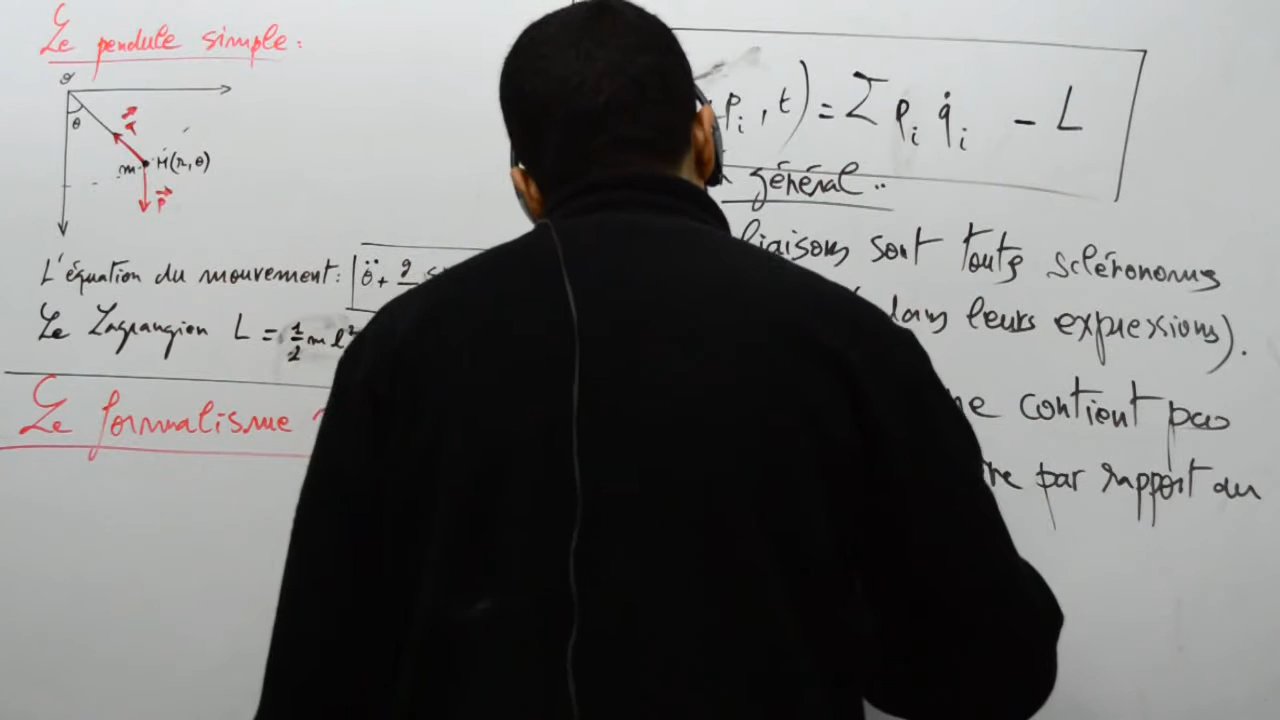 Le pendule simple:
O
θ
T
m M(r,θ)
P
L'équation du mouvement: θ̈ + g
Le Lagrangien L = 1/2 m l²
Le formalisme
pi, t) = Σ pi q̇i - L
général..
liaisons sont toutes scléronomes
dans leurs expressions).
ne contient pas
par rapport au